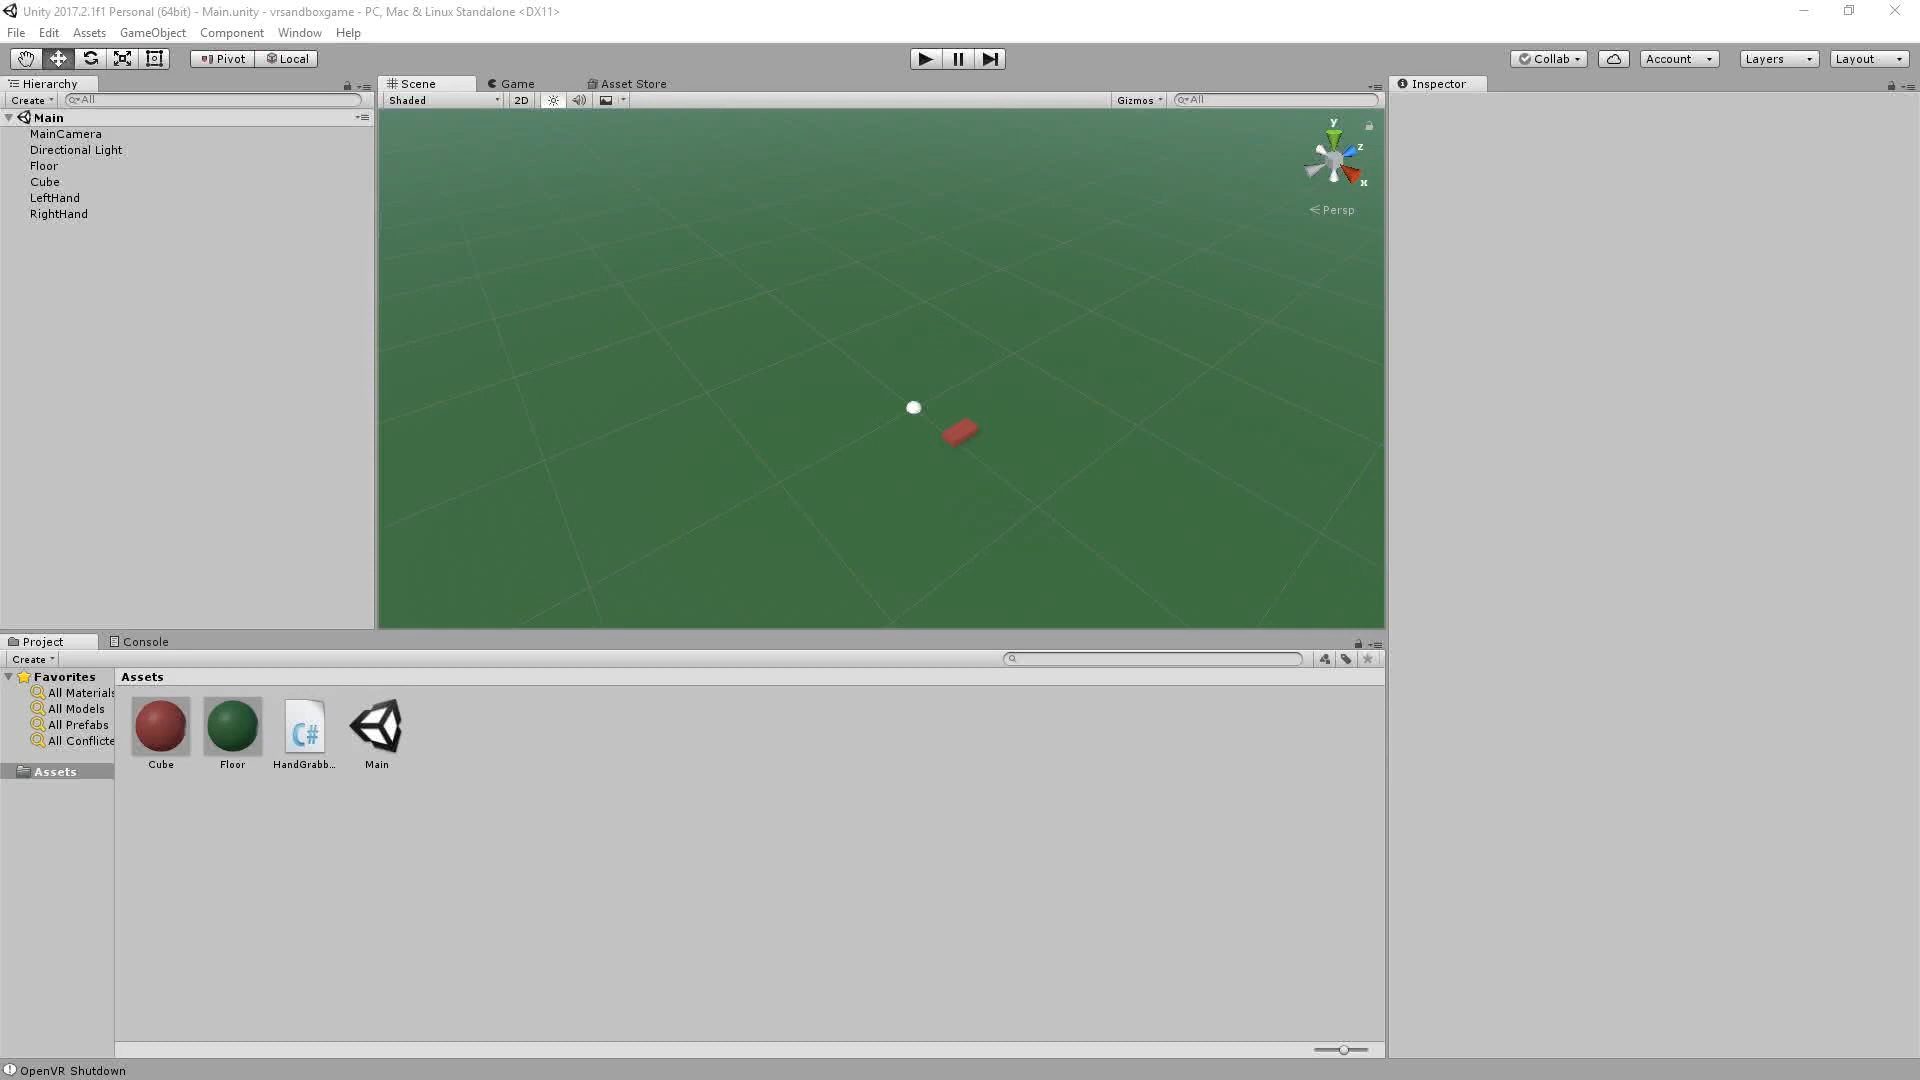 Unity 2017.2.1f1 Personal (64bit) - Main.unity - vrsandboxgame - PC, Mac & Linux Standalone <DX11>
File Edit Assets GameObject Component Window Help
Pivot Local Collab Account Layers Layout
Hierarchy Scene Game Asset Store Inspector
Create All Shaded 2D Gizmos All
Main
MainCamera
Directional Light
Floor
Cube
LeftHand
RightHand
y
z
x
Persp
Project Console
Create
Favorites
All Materials
All Models
All Prefabs
All Conflicte
Assets
Assets
C#
Cube Floor HandGrabb... Main
OpenVR Shutdown